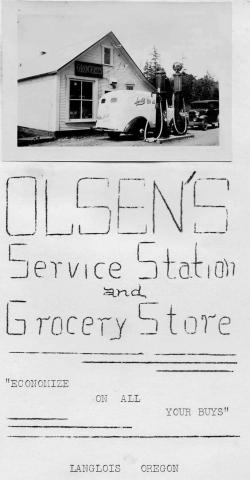 GROCERIES
OLSEN'S
Service Station
and
Grocery Store
"ECONOMIZE
ON ALL
YOUR BUYS"
LANGLOIS OREGON